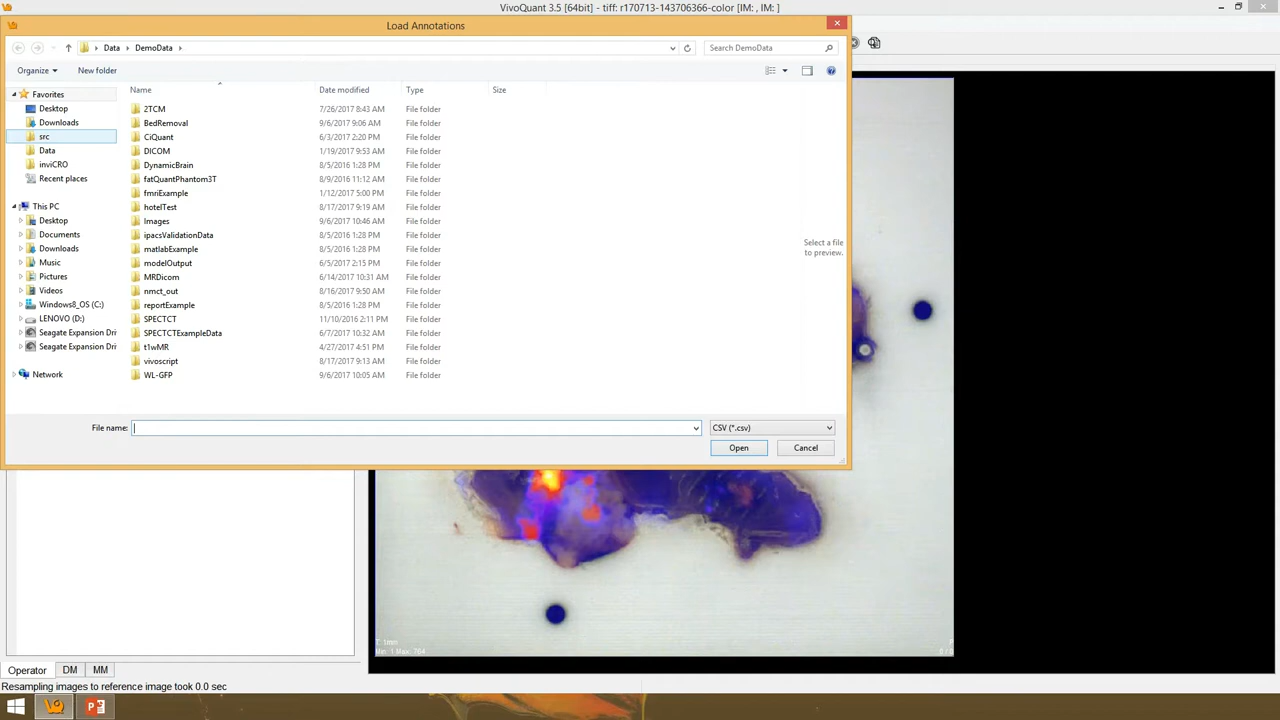 VivoQuant 3.5 [64bit] - tiff: r170713-143706366-color [IM: , IM: ]
Load Annotations
Data DemoData
Search DemoData
Organize New folder
Name Date modified Type Size
Favorites
Desktop
Downloads
src
Data
inviCRO
Recent places
This PC
Desktop
Documents
Downloads
Music
Pictures
Videos
Windows8_OS (C:)
LENOVO (D:)
Seagate Expansion Dri
Seagate Expansion Dri
Network
2TCM 7/26/2017 8:43 AM File folder
BedRemoval 9/6/2017 9:06 AM File folder
CiQuant 6/3/2017 2:20 PM File folder
DICOM 1/19/2017 9:53 AM File folder
DynamicBrain 8/5/2016 1:28 PM File folder
fatQuantPhantom3T 8/9/2016 11:12 AM File folder
fmriExample 1/12/2017 5:00 PM File folder
hotelTest 8/17/2017 9:19 AM File folder
Images 9/6/2017 10:46 AM File folder
ipacsValidationData 8/5/2016 1:28 PM File folder
matlabExample 8/5/2016 1:28 PM File folder
modelOutput 6/5/2017 2:15 PM File folder
MRDicom 6/14/2017 10:31 AM File folder
nmct_out 8/16/2017 9:50 AM File folder
reportExample 8/5/2016 1:28 PM File folder
SPECTCT 11/10/2016 2:11 PM File folder
SPECTCTExampleData 6/7/2017 10:32 AM File folder
t1wMR 4/27/2017 4:51 PM File folder
vivoscript 8/17/2017 9:13 AM File folder
WL-GFP 9/6/2017 10:05 AM File folder
Select a file
to preview.
File name:
CSV (*.csv)
Open Cancel
T: 1mm
Min: 1 Max: 764
P
0 / 0
Operator DM MM
Resampling images to reference image took 0.0 sec